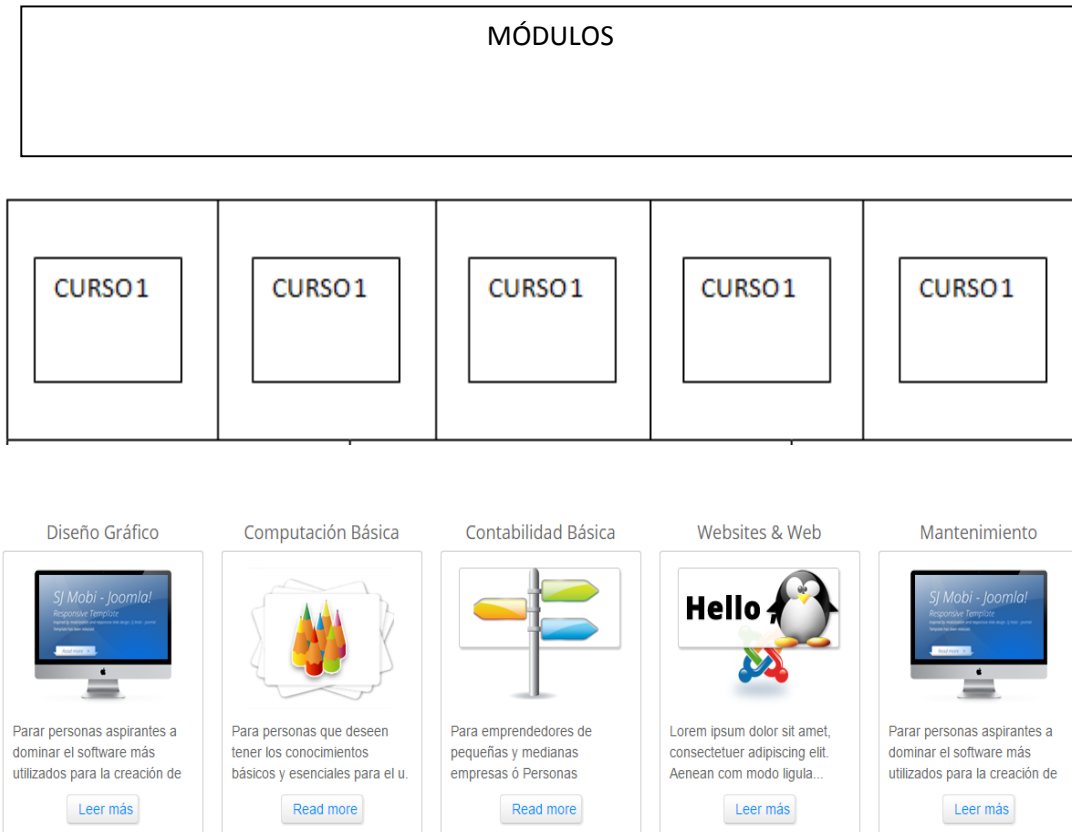 MÓDULOS
CURSO1
CURSO1
CURSO1
CURSO1
CURSO1
Diseño Gráfico
SJ Mobi - Joomla!
Responsive Template
Read more
Parar personas aspirantes a
dominar el software más
utilizados para la creación de
Leer más
Computación Básica
Para personas que deseen
tener los conocimientos
básicos y esenciales para el u.
Read more
Contabilidad Básica
Para emprendedores de
pequeñas y medianas
empresas ó Personas
Read more
Websites & Web
Hello,
Lorem ipsum dolor sit amet,
consectetuer adipiscing elit.
Aenean com modo ligula...
Leer más
Mantenimiento
SJ Mobi - Joomla!
Responsive Template
Read more
Parar personas aspirantes a
dominar el software más
utilizados para la creación de
Leer más